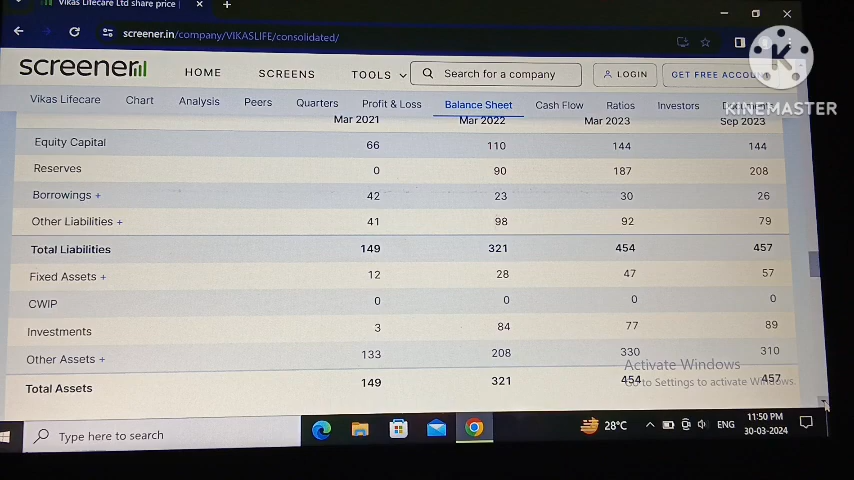 Vikas Lifecare Ltd share price
screener.in/company/VIKASLIFE/consolidated/
screener HOME SCREENS TOOLS Search for a company LOGIN GET FREE ACCOU
KINEMASTER
Vikas Lifecare Chart Analysis Peers Quarters Profit & Loss Balance Sheet Cash Flow Ratios Investors
Mar 2021 Mar 2022 Mar 2023 Sep 2023
Equity Capital 66 110 144 144
Reserves 0 90 187 208
Borrowings + 42 23 30 26
Other Liabilities + 41 98 92 79
Total Liabilities 149 321 454 457
Fixed Assets + 12 28 47 57
CWIP 0 0 0 0
Investments 3 84 77 89
Other Assets + 133 208 330 310
Activate Windows
Total Assets 149 321 454 457
Go to Settings to activate Windows.
Type here to search 28°C ENG 11:50 PM
30-03-2024